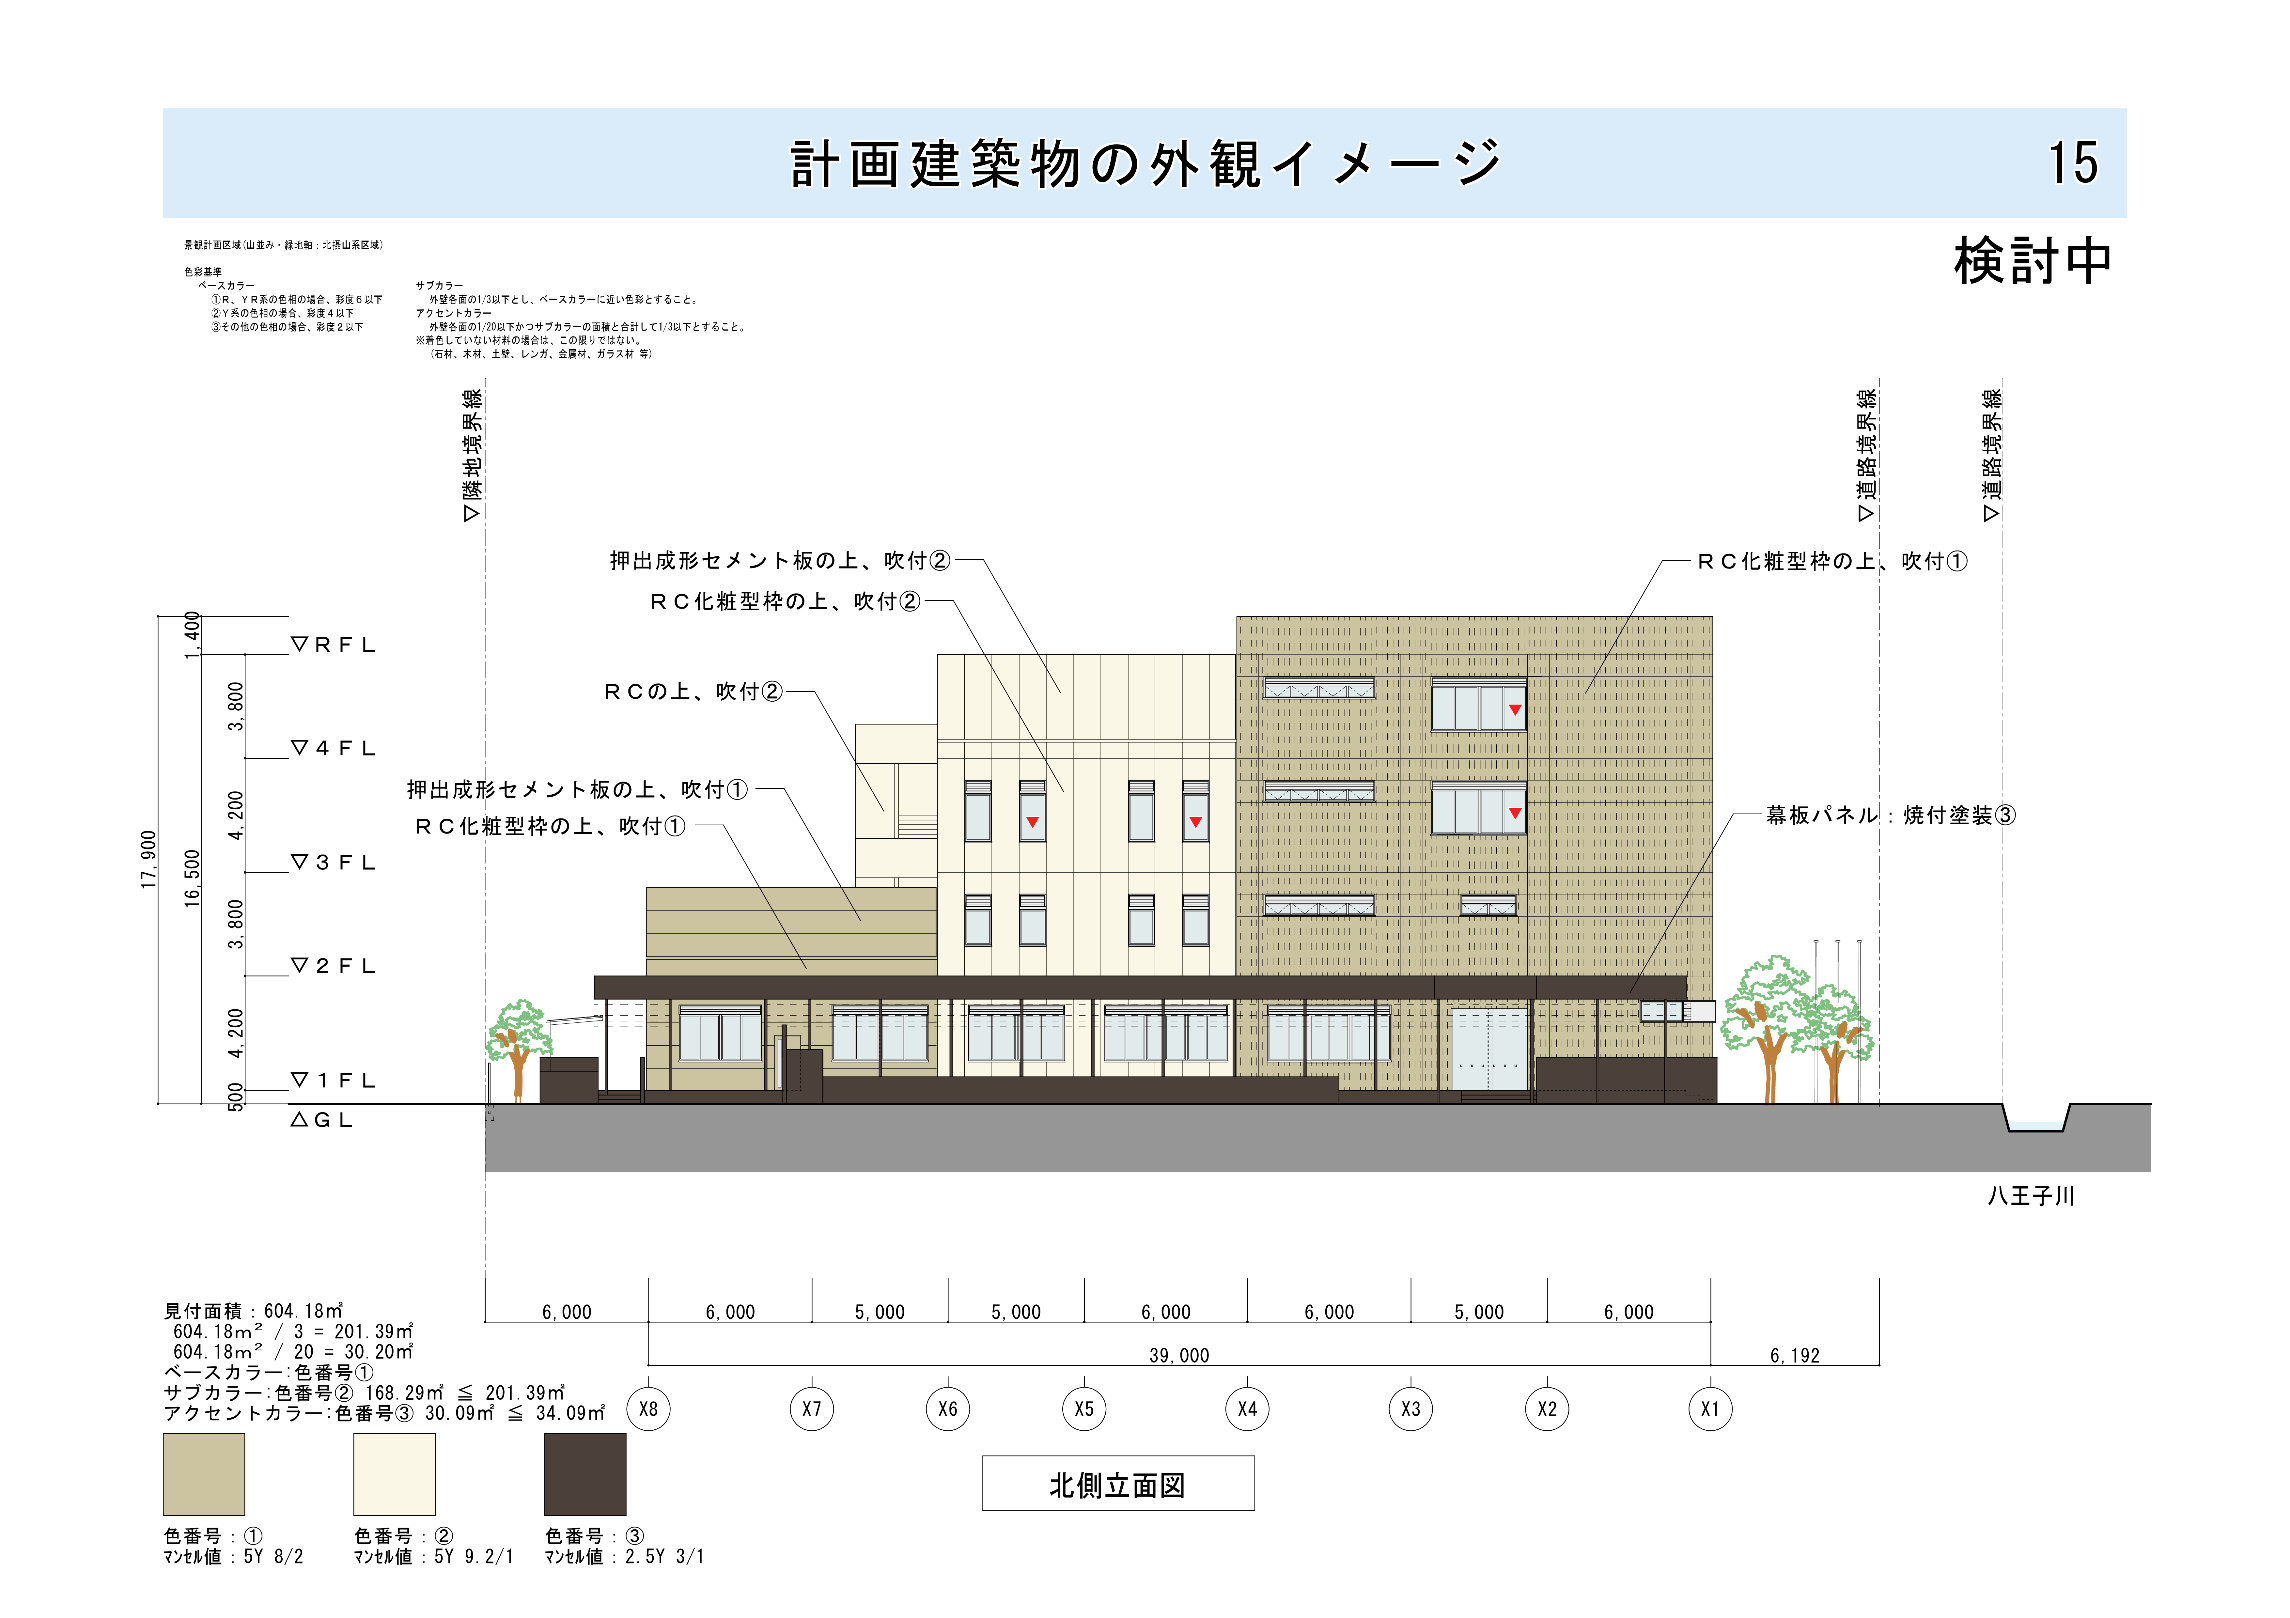 計画建築物の外観イメージ
15
検討中
景観計画区域(山並み・緑地軸：北摂山系区域)
色彩基準
ベースカラー
①R、YR系の色相の場合、彩度6以下
②Y系の色相の場合、彩度4以下
③その他の色相の場合、彩度2以下
サブカラー
外壁各面の1/3以下とし、ベースカラーに近い色彩とすること。
アクセントカラー
外壁各面の1/20以下かつサブカラーの面積と合計して1/3以下とすること。
※着色していない材料の場合は、この限りではない。
(石材、木材、土壁、レンガ、金属材、ガラス材 等)
▽隣地境界線
▽道路境界線
▽道路境界線
押出成形セメント板の上、吹付②
RC化粧型枠の上、吹付②
RCの上、吹付②
押出成形セメント板の上、吹付①
RC化粧型枠の上、吹付①
RC化粧型枠の上、吹付①
幕板パネル：焼付塗装③
17,900
1,400
16,500
3,800
4,200
3,800
4,200
500
▽RFL
▽4FL
▽3FL
▽2FL
▽1FL
△GL
八王子川
6,000
6,000
5,000
5,000
6,000
6,000
5,000
6,000
39,000
6,192
X8
X7
X6
X5
X4
X3
X2
X1
北側立面図
見付面積：604.18㎡
604.18m² / 3 = 201.39㎡
604.18m² / 20 = 30.20㎡
ベースカラー:色番号①
サブカラー:色番号② 168.29㎡ ≦ 201.39㎡
アクセントカラー:色番号③ 30.09㎡ ≦ 34.09㎡
色番号：①
ﾏﾝｾﾙ値：5Y 8/2
色番号：②
ﾏﾝｾﾙ値：5Y 9.2/1
色番号：③
ﾏﾝｾﾙ値：2.5Y 3/1